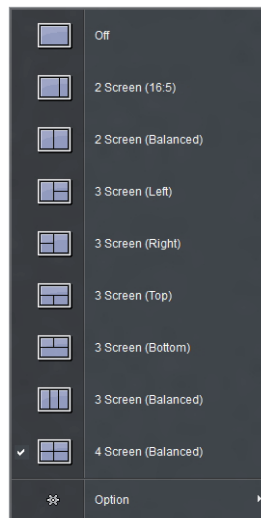 Off
2 Screen (16:5)
2 Screen (Balanced)
3 Screen (Left)
3 Screen (Right)
3 Screen (Top)
3 Screen (Bottom)
3 Screen (Balanced)
4 Screen (Balanced)
Option